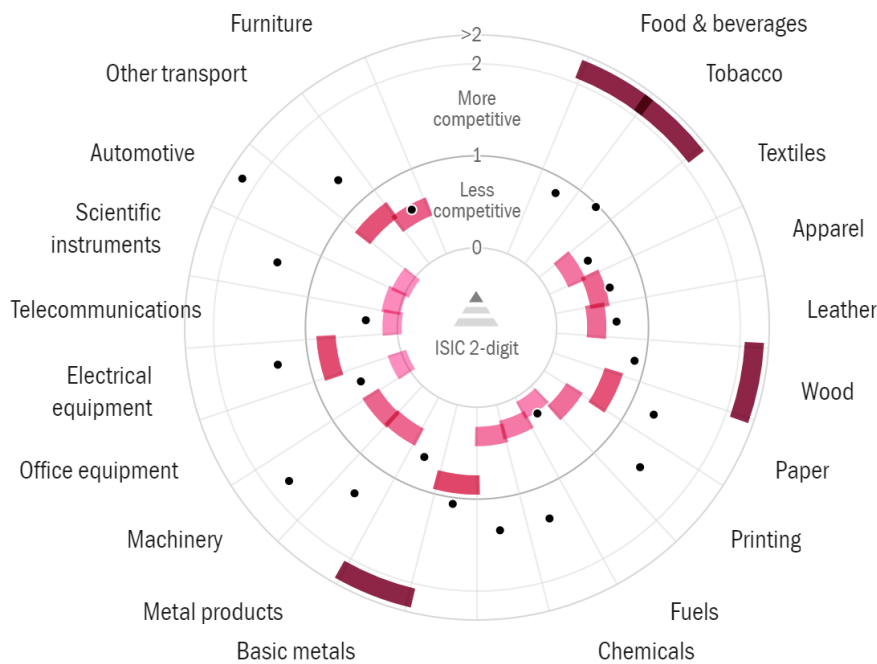 Furniture
>2
Food & beverages
Other transport
2
Tobacco
More
competitive
Automotive
1
Textiles
Scientific
instruments
Less
competitive
Apparel
0
Telecommunications
Leather
ISIC 2-digit
Electrical
equipment
Wood
Office equipment
Paper
Machinery
Printing
Metal products
Fuels
Basic metals
Chemicals